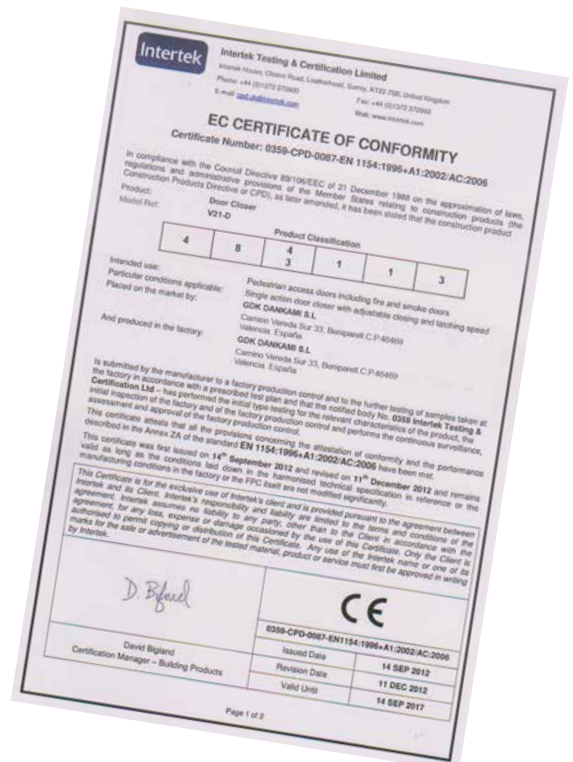 Intertek
Intertek Testing & Certification Limited
Intertek House, Cleeve Road, Leatherhead, Surrey, KT22 7SB, United Kingdom
Phone: +44 (0)1372 370900
Fax: +44 (0)1372 370999
E-mail:
Web: www.intertek.com
EC CERTIFICATE OF CONFORMITY
Certificate Number: 0359-CPD-0087-EN 1154:1996+A1:2002/AC:2006
In compliance with the Council Directive 89/106/EEC of 21 December 1988 on the approximation of laws,
regulations and administrative provisions of the Member States relating to construction products (the
Construction Products Directive or CPD), as later amended, it has been stated that the construction product
Product: Door Closer
Model Ref: V21-D
Product Classification
4 8 4 1 1 3
3
Intended use: Pedestrian access doors including fire and smoke doors
Particular conditions applicable: Single action door closer with adjustable closing and latching speed
Placed on the market by: GDK DANKAMI S.L
Camino Vereda Sur 33, Beniparell C.P.46469
Valencia España
And produced in the factory: GDK DANKAMI S.L
Camino Vereda Sur 33, Beniparell C.P.46469
Valencia España
Is submitted by the manufacturer to a factory production control and to the further testing of samples taken at
the factory in accordance with a prescribed test plan and that the notified body No. 0359 Intertek Testing &
Certification Ltd – has performed the initial type-testing for the relevant characteristics of the product, the
initial inspection of the factory and of the factory production control and performs the continuous surveillance,
assessment and approval of the factory production control.
This certificate attests that all the provisions concerning the attestation of conformity and the performance
described in the Annex ZA of the standard EN 1154:1996+A1:2002/AC:2006 have been met.
This certificate was first issued on 14th September 2012 and revised on 11th December 2012 and remains
valid as long as the conditions laid down in the harmonised technical specification in reference or the
manufacturing conditions in the factory or the FPC itself are not modified significantly.
This Certificate is for the exclusive use of Intertek's client and is provided pursuant to the agreement between
Intertek and its Client. Intertek's responsibility and liability are limited to the terms and conditions of the
agreement. Intertek assumes no liability to any party, other than to the Client in accordance with the
agreement, for any loss, expense or damage occasioned by the use of this Certificate. Only the Client is
authorised to permit copying or distribution of this Certificate. Any use of the Intertek name or one of its
marks for the sale or advertisement of the tested material, product or service must first be approved in writing
by Intertek.
CE
0359-CPD-0087-EN1154:1996+A1:2002/AC:2006
David Bigland
Certification Manager – Building Products
Issued Date 14 SEP 2012
Revision Date 11 DEC 2012
Valid Until 14 SEP 2017
Page 1 of 2